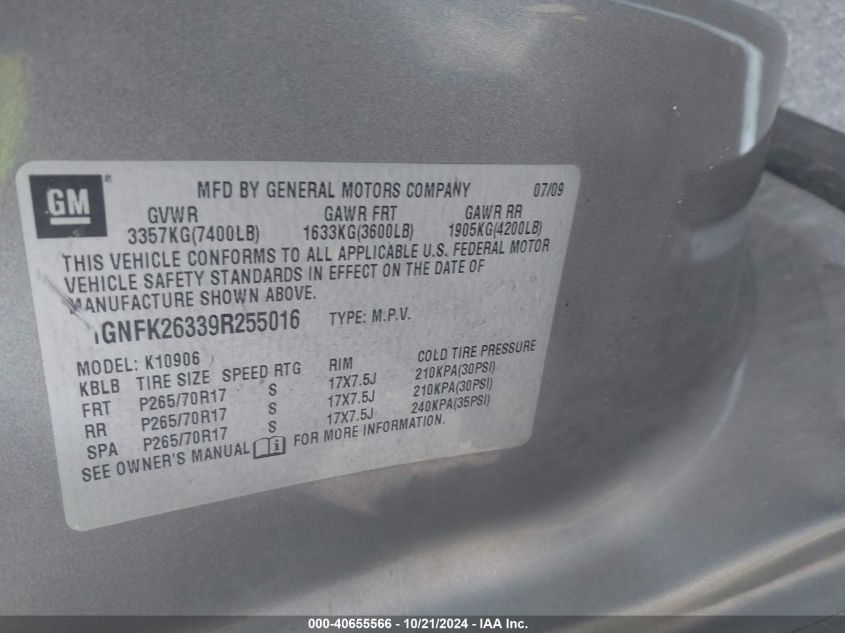 GM
®
MFD BY GENERAL MOTORS COMPANY 07/09
GVWR GAWR FRT GAWR RR
3357KG(7400LB) 1633KG(3600LB) 1905KG(4200LB)
THIS VEHICLE CONFORMS TO ALL APPLICABLE U.S. FEDERAL MOTOR
VEHICLE SAFETY STANDARDS IN EFFECT ON THE DATE OF
MANUFACTURE SHOWN ABOVE.
1GNFK26339R255016 TYPE: M.P.V.
MODEL: K10906
KBLB TIRE SIZE SPEED RTG RIM COLD TIRE PRESSURE
FRT P265/70R17 S 17X7.5J 210KPA(30PSI)
RR P265/70R17 S 17X7.5J 210KPA(30PSI)
SPA P265/70R17 S 17X7.5J 240KPA(35PSI)
SEE OWNER'S MANUAL FOR MORE INFORMATION.
000-40655566 - 10/21/2024 - IAA Inc.